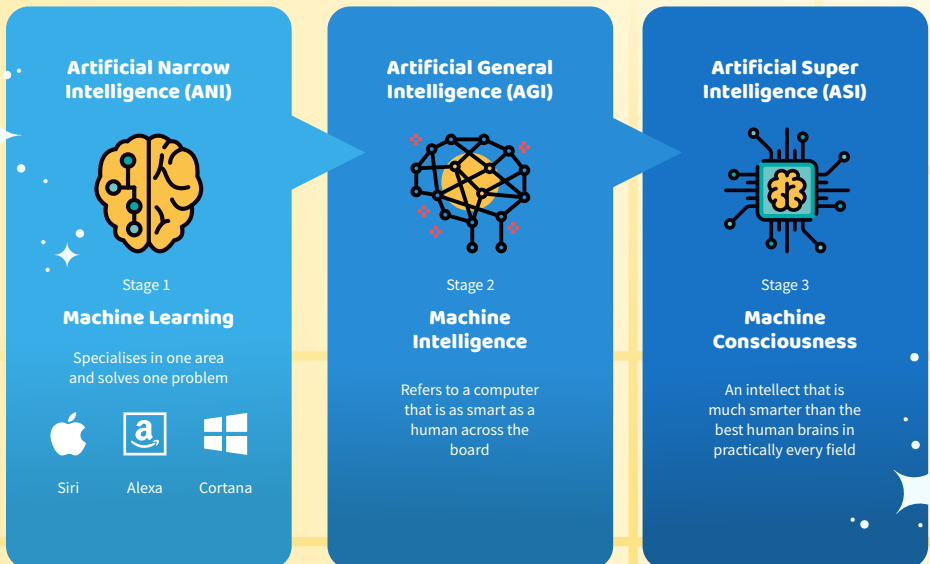 Artificial Narrow
Intelligence (ANI)
Stage 1
Machine Learning
Specialises in one area
and solves one problem
a
Siri
Alexa
Cortana
Artificial General
Intelligence (AGI)
Stage 2
Machine
Intelligence
Refers to a computer
that is as smart as a
human across the
board
Artificial Super
Intelligence (ASI)
Stage 3
Machine
Consciousness
An intellect that is
much smarter than the
best human brains in
practically every field